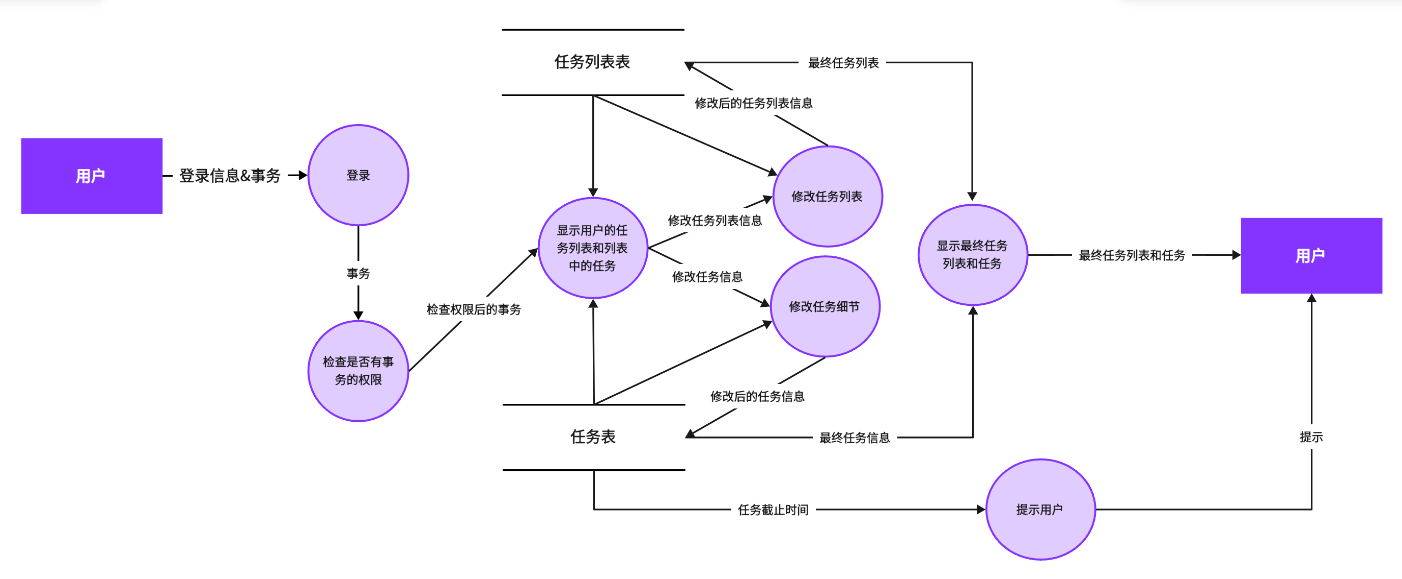 任务列表表
最终任务列表
修改后的任务列表信息
用户
登录信息&事务
登录
修改任务列表
修改任务列表信息
显示用户的任
务列表和列表
中的任务
显示最终任务
列表和任务
最终任务列表和任务
用户
事务
修改任务信息
修改任务细节
检查权限后的事务
检查是否有事
务的权限
修改后的任务信息
任务表
最终任务信息
提示
任务截止时间
提示用户